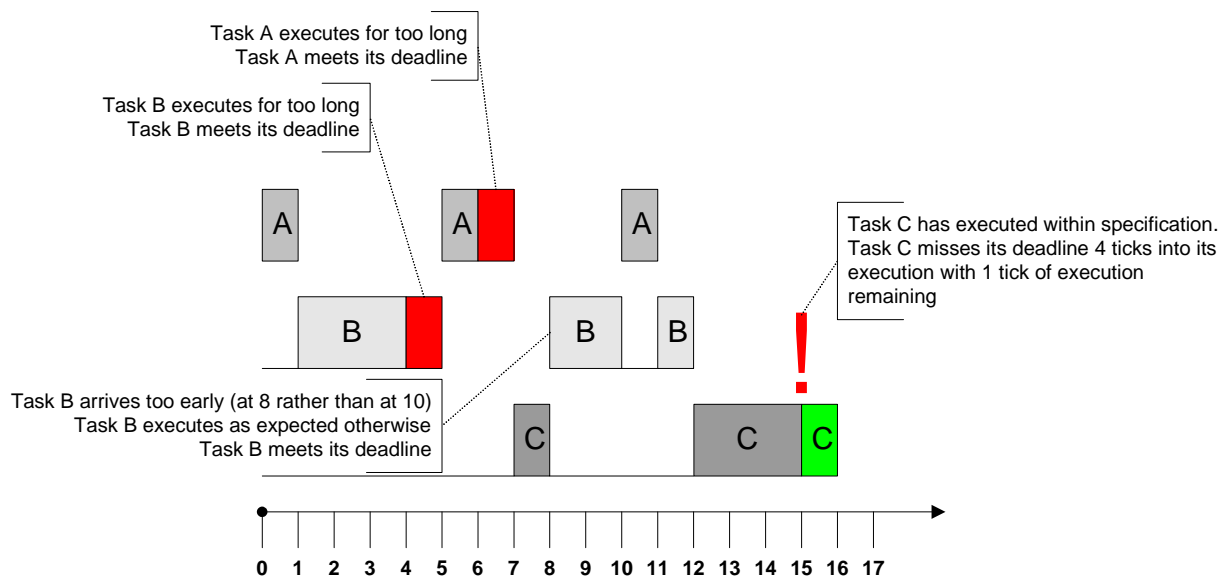 Task A executes for too long
Task A meets its deadline
Task B executes for too long
Task B meets its deadline
A
A
A
Task C has executed within specification.
Task C misses its deadline 4 ticks into its
execution with 1 tick of execution
remaining
B
B
B
!
Task B arrives too early (at 8 rather than at 10)
Task B executes as expected otherwise
Task B meets its deadline
C
C
C
0 1 2 3 4 5 6 7 8 9 10 11 12 13 14 15 16 17